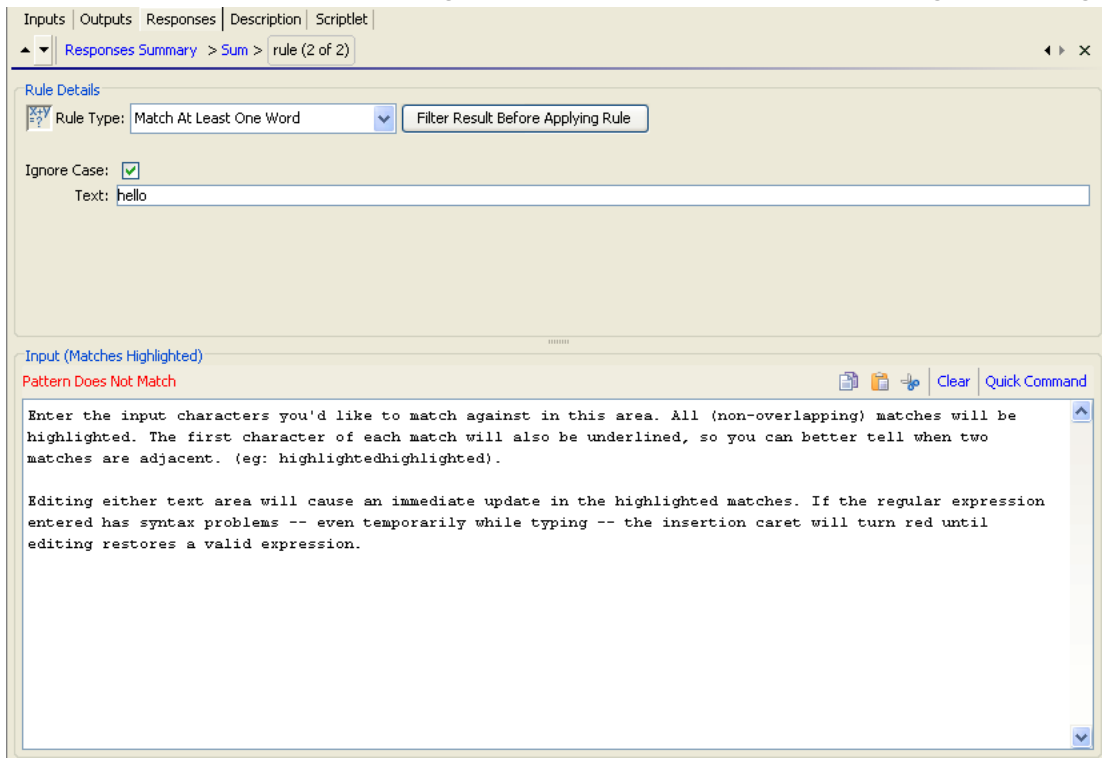 Inputs Outputs Responses Description Scriptlet
Responses Summary > Sum > rule (2 of 2)
Rule Details
X+Y =? Rule Type: Match At Least One Word Filter Result Before Applying Rule
Ignore Case:
Text: hello
Input (Matches Highlighted)
Pattern Does Not Match Clear Quick Command
Enter the input characters you'd like to match against in this area. All (non-overlapping) matches will be
highlighted. The first character of each match will also be underlined, so you can better tell when two
matches are adjacent. (eg: highlightedhighlighted).
Editing either text area will cause an immediate update in the highlighted matches. If the regular expression
entered has syntax problems -- even temporarily while typing -- the insertion caret will turn red until
editing restores a valid expression.